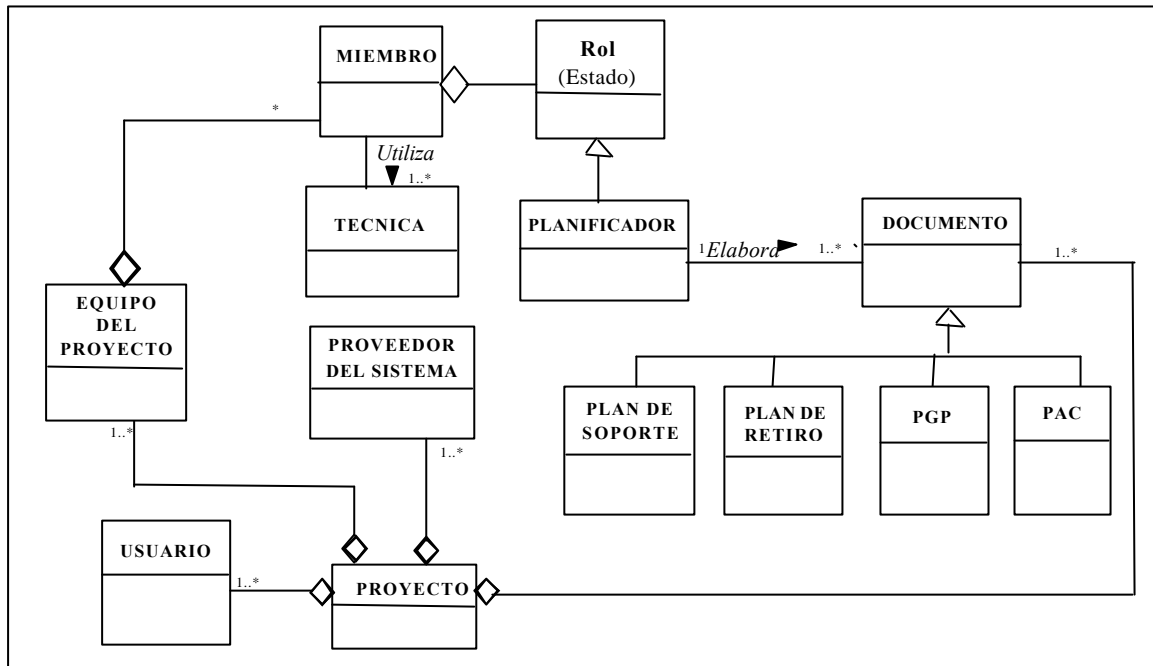 MIEMBRO
Rol
(Estado)
*
Utiliza
1..*
TECNICA
PLANIFICADOR
1
Elabora
1..*
DOCUMENTO
1..*
EQUIPO
DEL
PROYECTO
PROVEEDOR
DEL SISTEMA
PLAN DE
SOPORTE
PLAN DE
RETIRO
PGP
PAC
1..*
1..*
USUARIO
1..*
PROYECTO